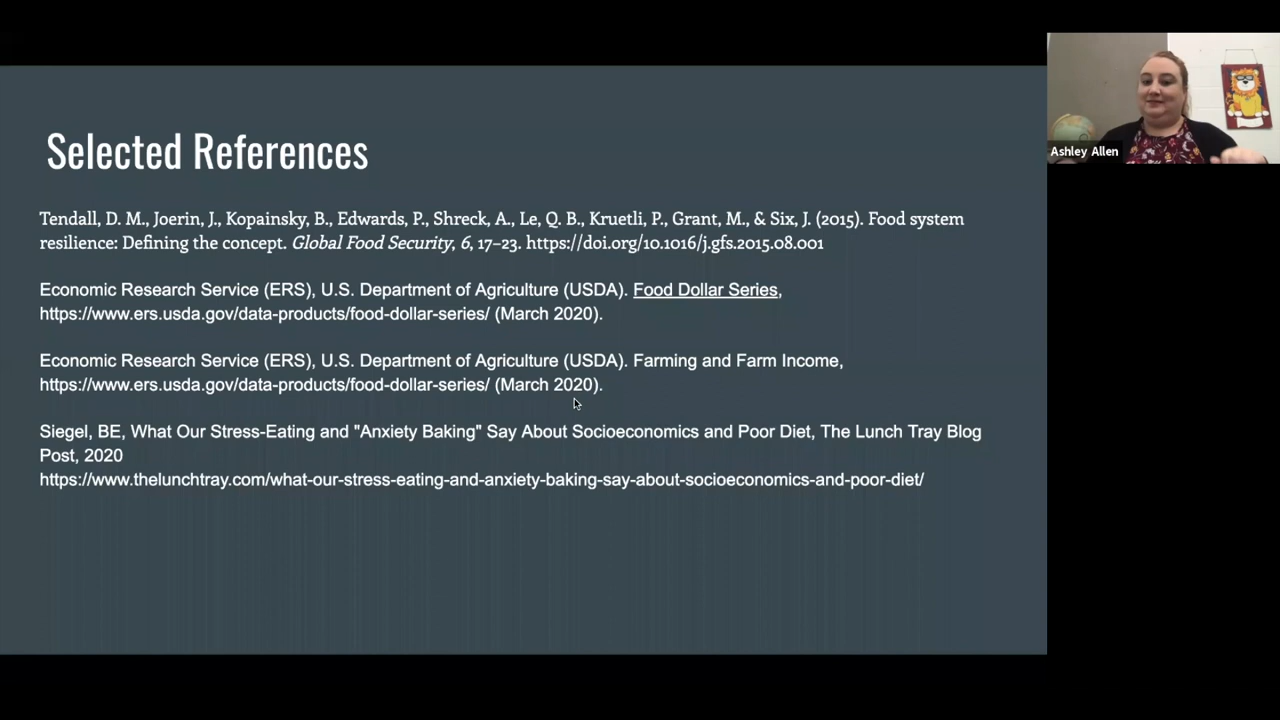 Selected References
Tendall, D. M., Joerin, J., Kopainsky, B., Edwards, P., Shreck, A., Le, Q. B., Kruetli, P., Grant, M., & Six, J. (2015). Food system
resilience: Defining the concept. Global Food Security, 6, 17–23. https://doi.org/10.1016/j.gfs.2015.08.001
Economic Research Service (ERS), U.S. Department of Agriculture (USDA). Food Dollar Series,
https://www.ers.usda.gov/data-products/food-dollar-series/ (March 2020).
Economic Research Service (ERS), U.S. Department of Agriculture (USDA). Farming and Farm Income,
https://www.ers.usda.gov/data-products/food-dollar-series/ (March 2020).
Siegel, BE, What Our Stress-Eating and "Anxiety Baking" Say About Socioeconomics and Poor Diet, The Lunch Tray Blog
Post, 2020
https://www.thelunchtray.com/what-our-stress-eating-and-anxiety-baking-say-about-socioeconomics-and-poor-diet/
Ashley Allen